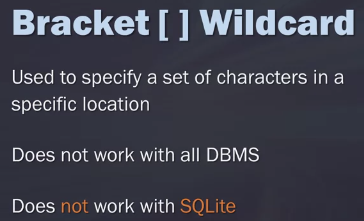 Bracket [ ] Wildcard
Used to specify a set of characters in a
specific location
Does not work with all DBMS
Does not work with SQLite